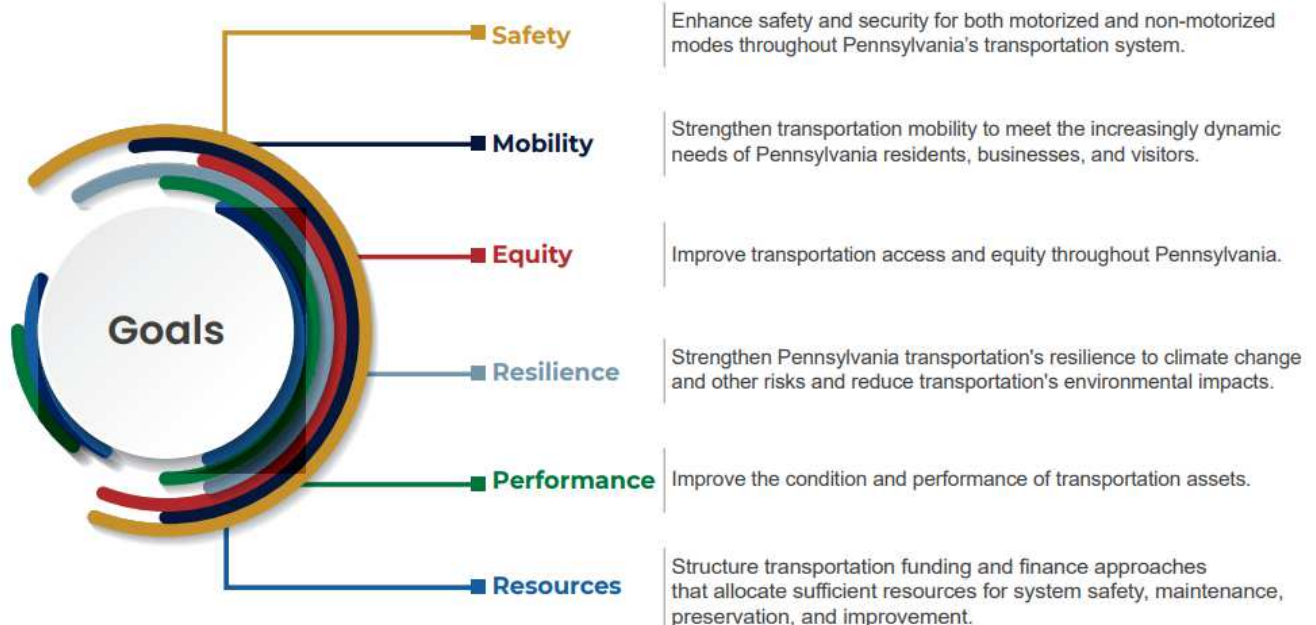 Safety
Enhance safety and security for both motorized and non-motorized
modes throughout Pennsylvania's transportation system.
Mobility
Strengthen transportation mobility to meet the increasingly dynamic
needs of Pennsylvania residents, businesses, and visitors.
Equity
Improve transportation access and equity throughout Pennsylvania.
Goals
Resilience
Strengthen Pennsylvania transportation's resilience to climate change
and other risks and reduce transportation's environmental impacts.
Performance
Improve the condition and performance of transportation assets.
Resources
Structure transportation funding and finance approaches
that allocate sufficient resources for system safety, maintenance,
preservation, and improvement.